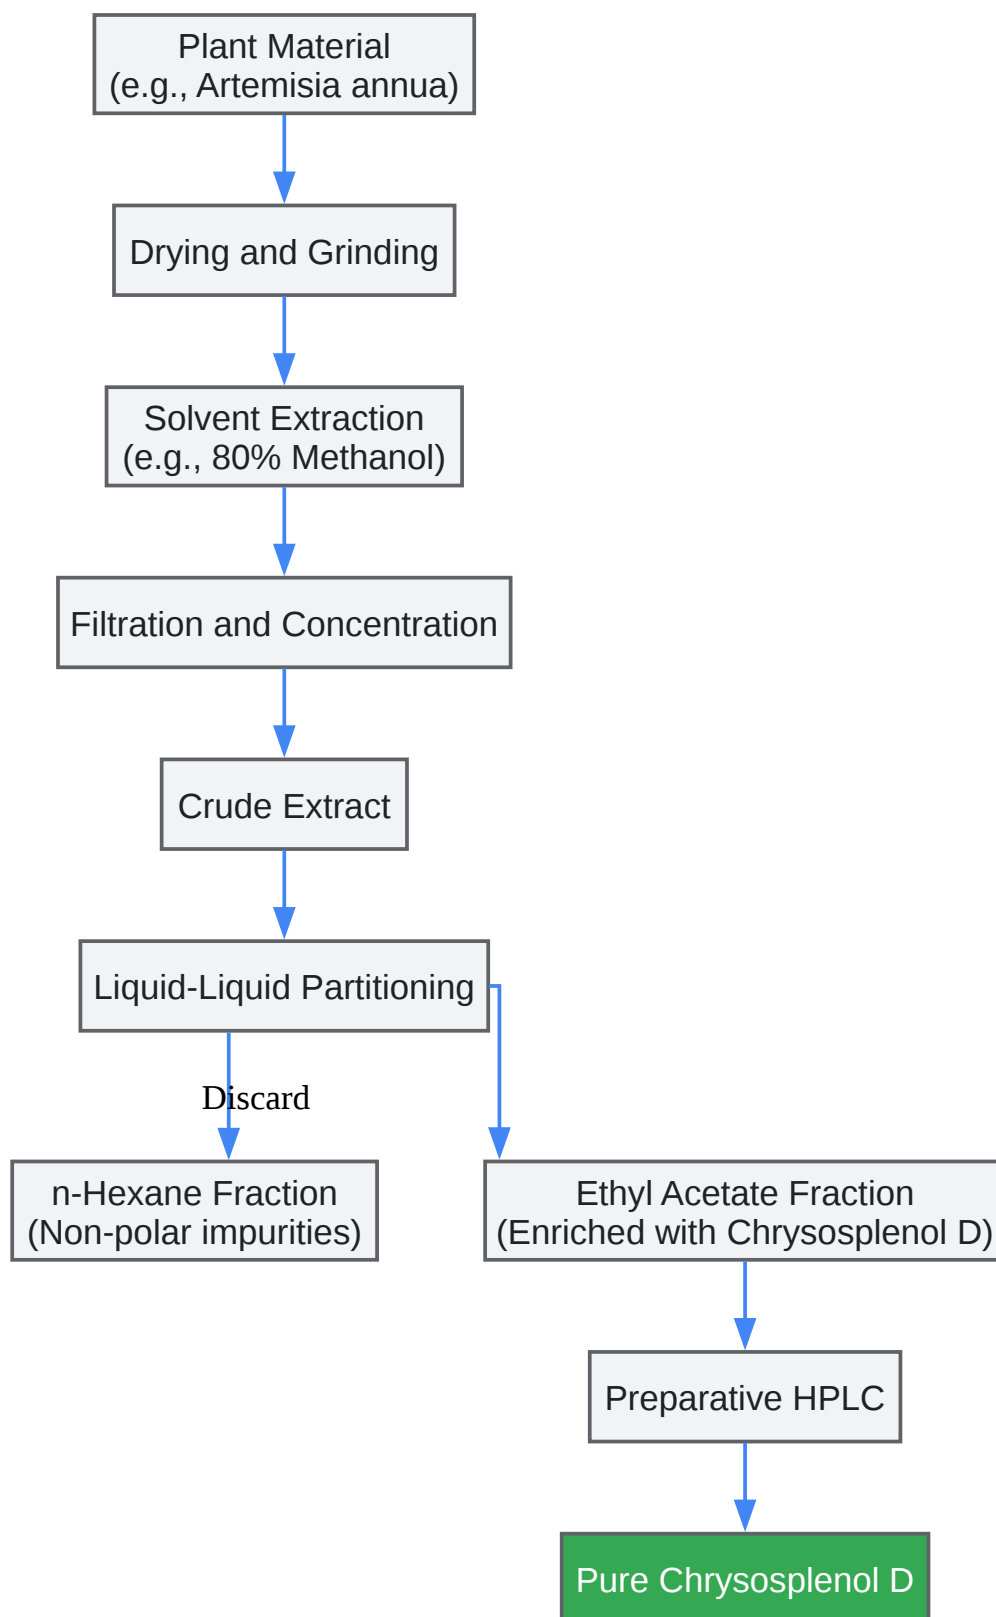 Plant Material
(e.g., Artemisia annua)
Drying and Grinding
Solvent Extraction
(e.g., 80% Methanol)
Filtration and Concentration
Crude Extract
Liquid-Liquid Partitioning
Discard
n-Hexane Fraction
(Non-polar impurities)
Ethyl Acetate Fraction
(Enriched with Chrysosplenol D)
Preparative HPLC
Pure Chrysosplenol D